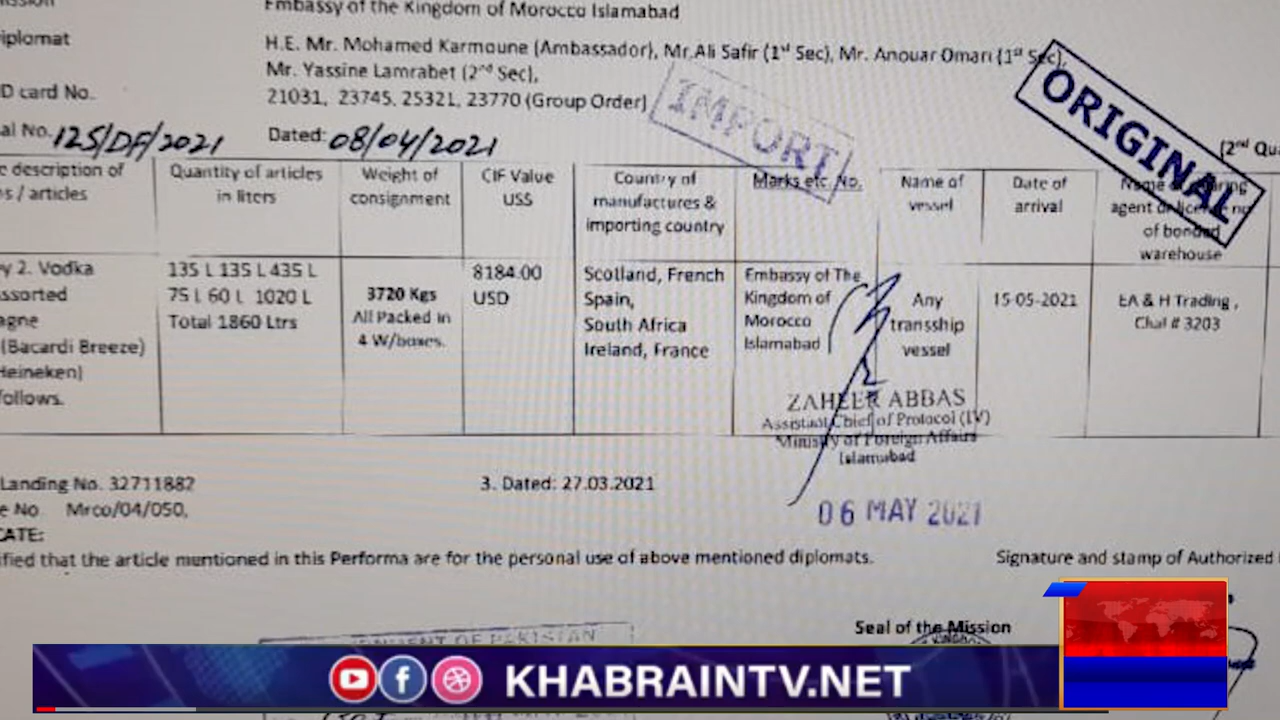 Embassy of the Kingdom of Morocco Islamabad
iplomat H.E. Mr. Mohamed Karmoune (Ambassador), Mr.Ali Safir (1st Sec), Mr. Anouar Omari (1st Sec),
Mr. Yassine Lamrabet (2nd Sec),
D card No. 21031, 23745, 25321, 23770 (Group Order)
IMPORT
ORIGINAL
al No. 125/DF/2021 Dated: 08/04/2021 (2nd Qua
e description of
s / articles
Quantity of articles
in liters
Weight of
consignment
CIF Value
US$
Country of
manufactures &
importing country
Marks etc. No.
Name of
vessel
Date of
arrival
Name of
agent
of bonded
warehouse
y 2. Vodka
ssorted
agne
(Bacardi Breeze)
Heineken)
follows.
135 L 135 L 435 L
75 L 60 L 1020 L
Total 1860 Ltrs
3720 Kgs
All Packed in
4 W/boxes.
8184.00
USD
Scotland, French
Spain,
South Africa
Ireland, France
Embassy of The
Kingdom of
Morocco
Islamabad
Any
transship
vessel
15-05-2021
EA & H Trading ,
Chal # 3203
ZAHEER ABBAS
Assistant Chief of Protocol (IV)
Ministry of Foreign Affairs
Islamabad
Landing No. 32711882 3. Dated: 27.03.2021
06 MAY 2021
e No Mrco/04/050,
CATE:
ified that the article mentioned in this Performa are for the personal use of above mentioned diplomats. Signature and stamp of Authorized
Seal of the Mission
OF PAKISTAN
KHABRAINTV.NET